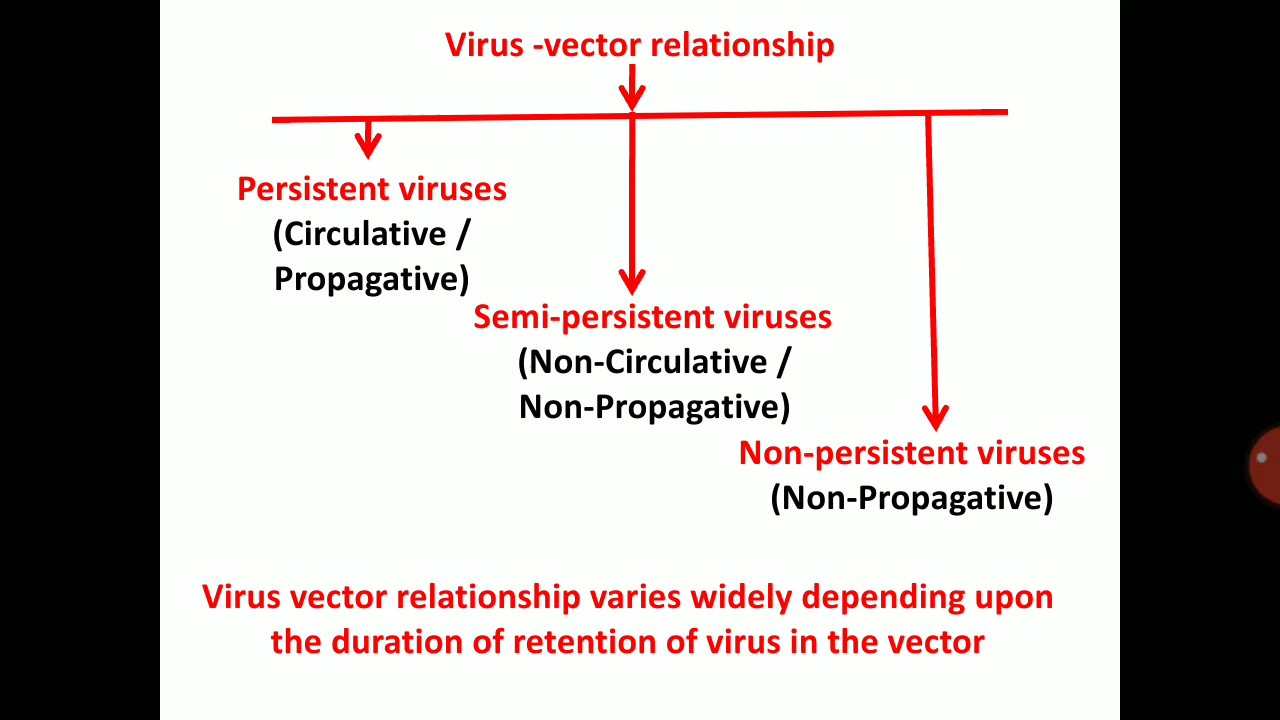 Virus -vector relationship
Persistent viruses
(Circulative /
Propagative)
Semi-persistent viruses
(Non-Circulative /
Non-Propagative)
Non-persistent viruses
(Non-Propagative)
Virus vector relationship varies widely depending upon
the duration of retention of virus in the vector